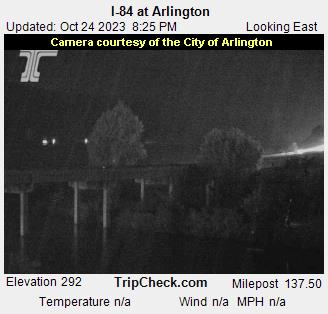 I-84 at Arlington
Updated: Oct 24 2023 8:25 PM Looking East
Camera courtesy of the City of Arlington
Elevation 292 TripCheck.com Milepost 137.50
Temperature n/a Wind n/a MPH n/a